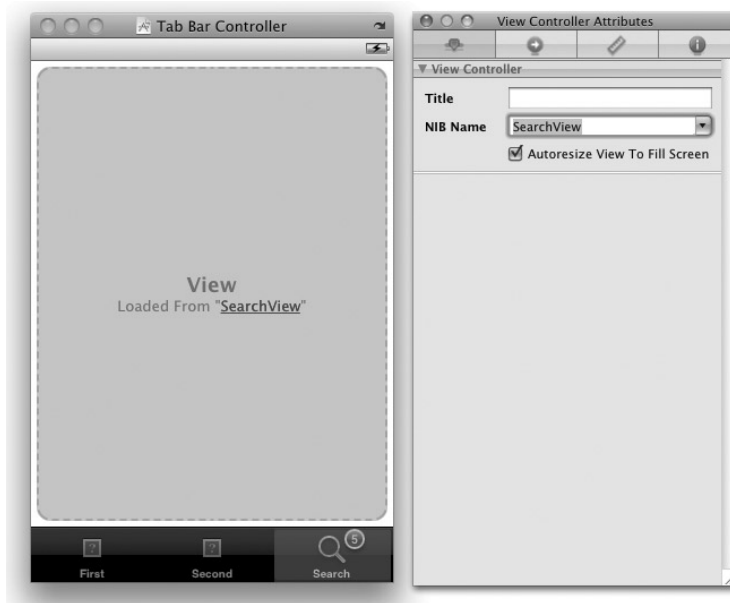 Tab Bar Controller
View
Loaded From "SearchView"
?
First
?
Second
5
Search
View Controller Attributes
View Controller
Title
NIB Name
SearchView
Autoresize View To Fill Screen